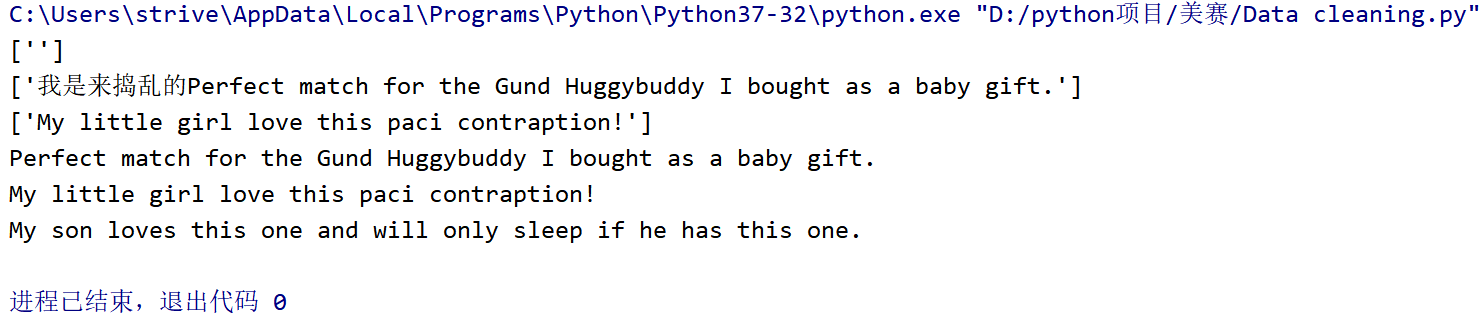 C:\Users\strive\AppData\Local\Programs\Python\Python37-32\python.exe "D:/python项目/美赛/Data cleaning.py"
['']
['我是来捣乱的Perfect match for the Gund Huggybuddy I bought as a baby gift.']
['My little girl love this paci contraption!']
Perfect match for the Gund Huggybuddy I bought as a baby gift.
My little girl love this paci contraption!
My son loves this one and will only sleep if he has this one.
进程已结束，退出代码 0